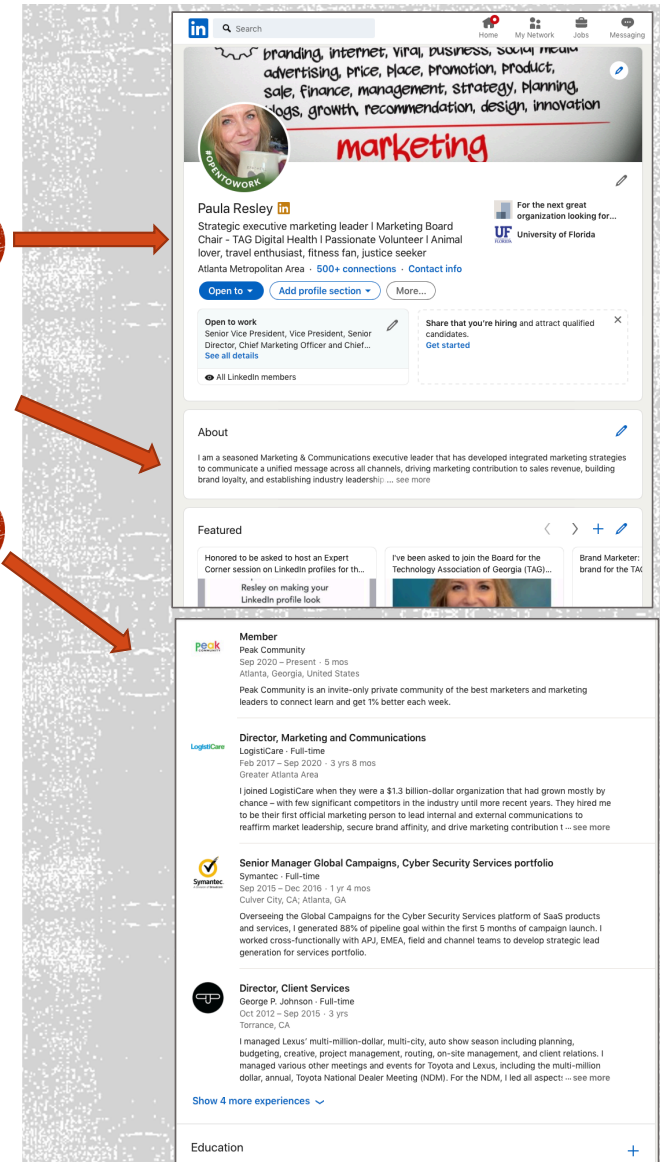 in
Search
Home
My Network
Jobs
Messaging
branding, internet, viral, business, social media
advertising, price, place, promotion, product,
sale, finance, management, strategy, planning,
blogs, growth, recommendation, design, innovation
marketing
#OPENTOWORK
Paula Resley in
Strategic executive marketing leader I Marketing Board
Chair - TAG Digital Health I Passionate Volunteer I Animal
lover, travel enthusiast, fitness fan, justice seeker
Atlanta Metropolitan Area · 500+ connections · Contact info
For the next great
organization looking for...
UF FLORIDA
University of Florida
Open to
Add profile section
More...
Open to work
Senior Vice President, Vice President, Senior
Director, Chief Marketing Officer and Chief...
See all details
All LinkedIn members
Share that you're hiring and attract qualified
candidates.
Get started
About
I am a seasoned Marketing & Communications executive leader that has developed integrated marketing strategies
to communicate a unified message across all channels, driving marketing contribution to sales revenue, building
brand loyalty, and establishing industry leadership. ... see more
Featured
Honored to be asked to host an Expert
Corner session on LinkedIn profiles for th...
Resley on making your
LinkedIn profile look
I've been asked to join the Board for the
Technology Association of Georgia (TAG)...
Brand Marketer:
brand for the TAG
Peak
COMMUNITY
Member
Peak Community
Sep 2020 – Present · 5 mos
Atlanta, Georgia, United States
Peak Community is an invite-only private community of the best marketers and marketing
leaders to connect learn and get 1% better each week.
LogistiCare
Director, Marketing and Communications
LogistiCare · Full-time
Feb 2017 – Sep 2020 · 3 yrs 8 mos
Greater Atlanta Area
I joined LogistiCare when they were a $1.3 billion-dollar organization that had grown mostly by
chance – with few significant competitors in the industry until more recent years. They hired me
to be their first official marketing person to lead internal and external communications to
reaffirm market leadership, secure brand affinity, and drive marketing contribution t ... see more
Symantec
Senior Manager Global Campaigns, Cyber Security Services portfolio
Symantec · Full-time
Sep 2015 – Dec 2016 · 1 yr 4 mos
Culver City, CA; Atlanta, GA
Overseeing the Global Campaigns for the Cyber Security Services platform of SaaS products
and services, I generated 88% of pipeline goal within the first 5 months of campaign launch. I
worked cross-functionally with APJ, EMEA, field and channel teams to develop strategic lead
generation for services portfolio.
Director, Client Services
George P. Johnson · Full-time
Oct 2012 – Sep 2015 · 3 yrs
Torrance, CA
I managed Lexus' multi-million-dollar, multi-city, auto show season including planning,
budgeting, creative, project management, routing, on-site management, and client relations. I
managed various other meetings and events for Toyota and Lexus, including the multi-million
dollar, annual, Toyota National Dealer Meeting (NDM). For the NDM, I led all aspects ... see more
Show 4 more experiences
Education